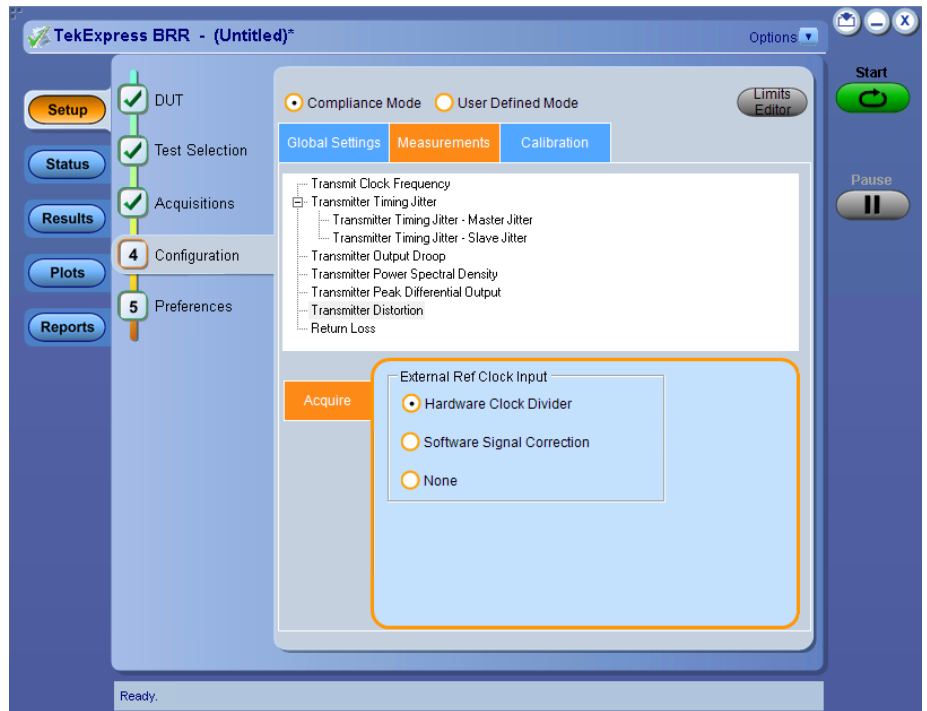 TekExpress BRR - (Untitled)*
Options
X
Start
Pause
Setup
Status
Results
Plots
Reports
DUT
Test Selection
Acquisitions
4 Configuration
5 Preferences
Compliance Mode
User Defined Mode
Limits
Editor
Global Settings
Measurements
Calibration
Transmit Clock Frequency
Transmitter Timing Jitter
Transmitter Timing Jitter - Master Jitter
Transmitter Timing Jitter - Slave Jitter
Transmitter Output Droop
Transmitter Power Spectral Density
Transmitter Peak Differential Output
Transmitter Distortion
Return Loss
Acquire
External Ref Clock Input
Hardware Clock Divider
Software Signal Correction
None
Ready.